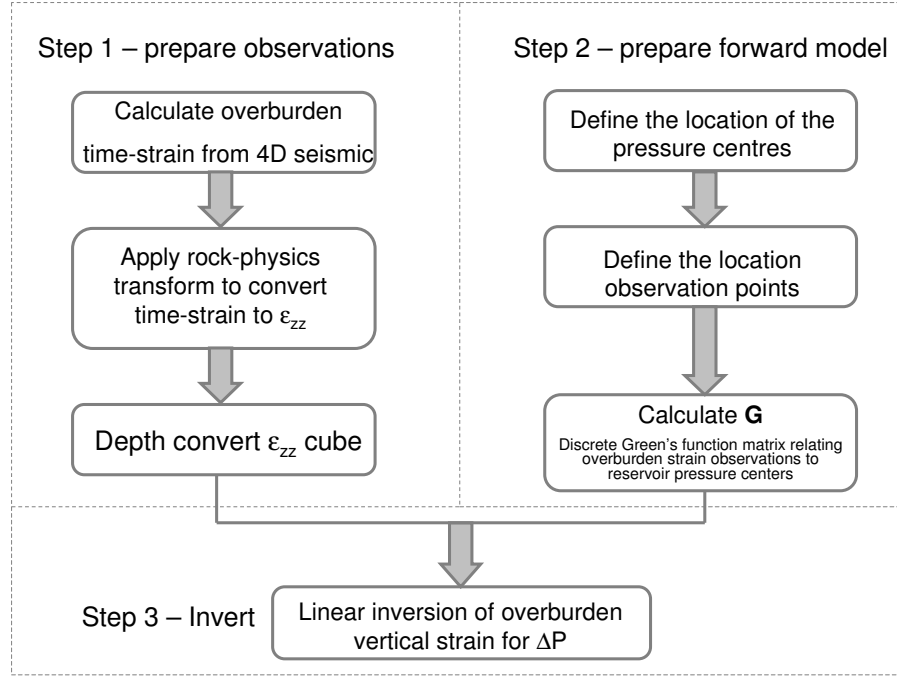 Step 1 – prepare observations
Calculate overburden
time-strain from 4D seismic
Apply rock-physics
transform to convert
time-strain to εzz
Depth convert εzz cube
Step 2 – prepare forward model
Define the location of the
pressure centres
Define the location
observation points
Calculate G
Discrete Green's function matrix relating
overburden strain observations to
reservoir pressure centers
Step 3 – Invert
Linear inversion of overburden
vertical strain for ΔP